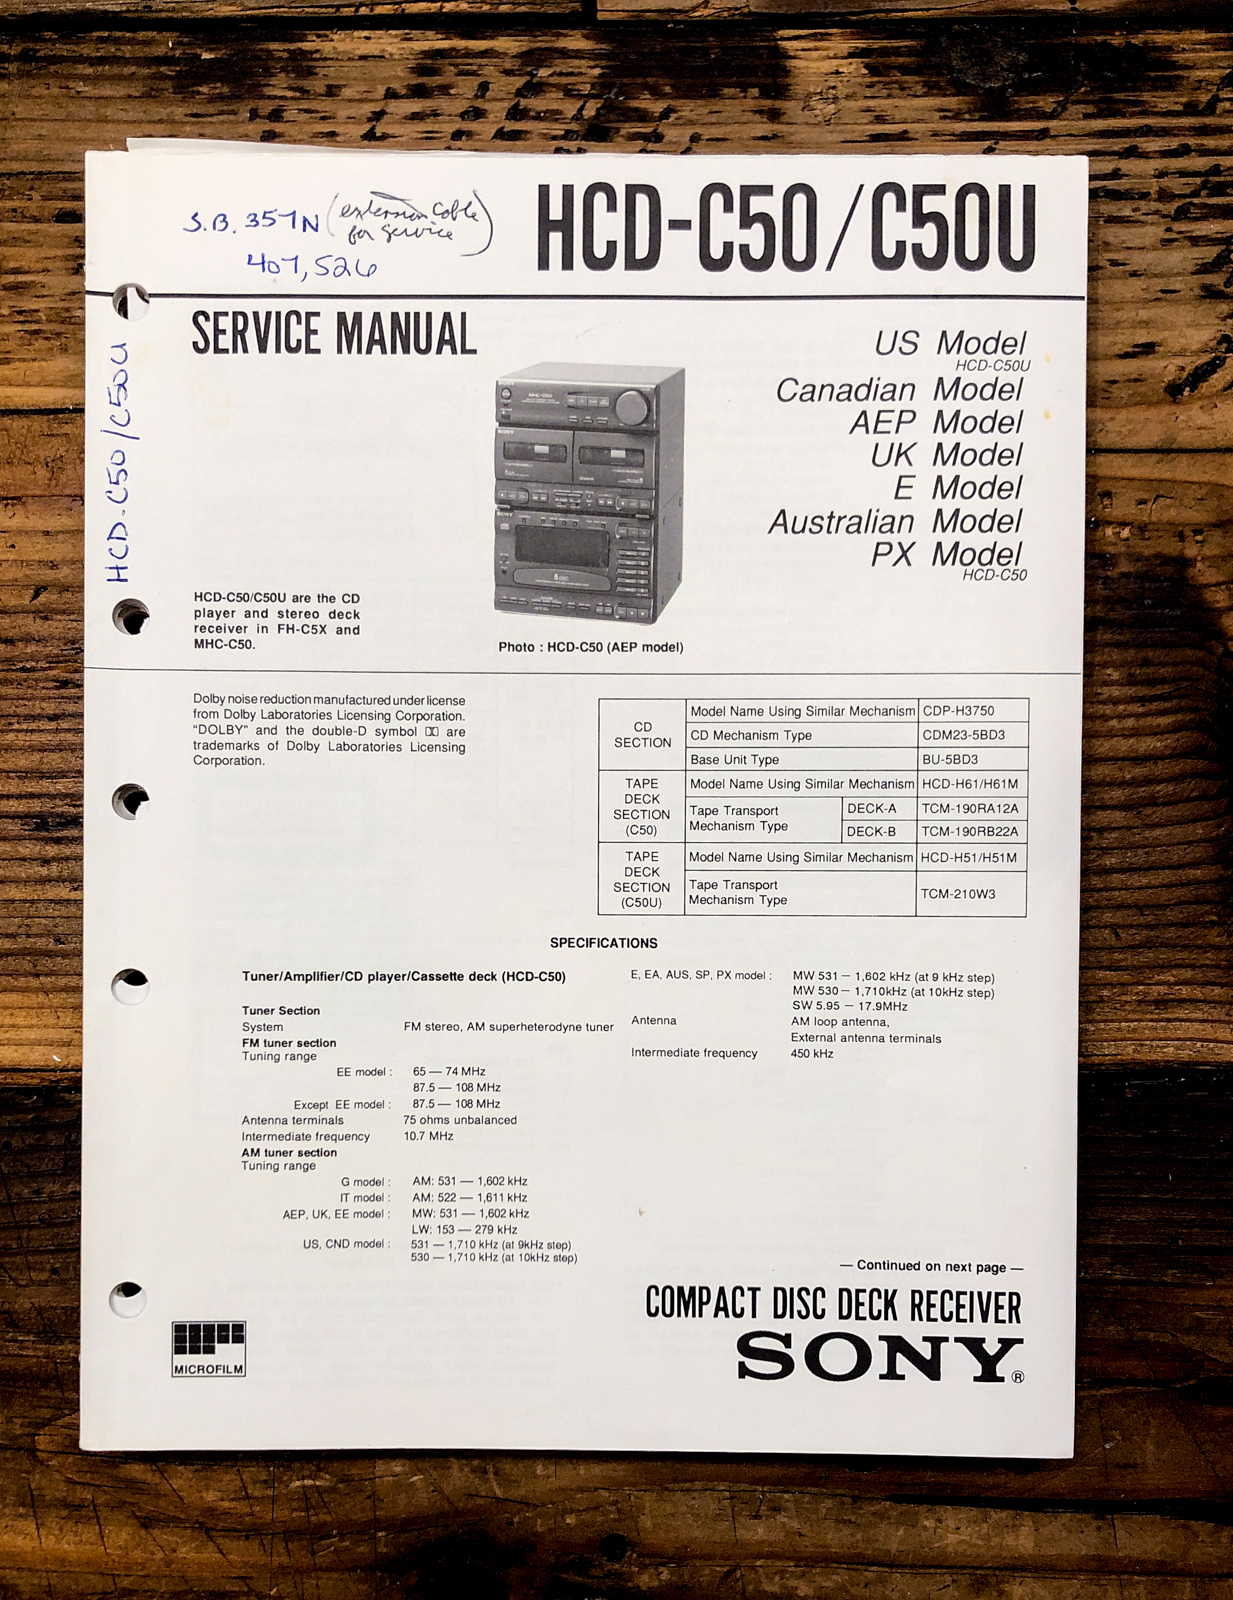 S.B. 357N (extension cable
for service)
407,526
HCD-C50/C50U
HCD-C50/C50U
SERVICE MANUAL
US Model
HCD-C50U
Canadian Model
AEP Model
UK Model
E Model
Australian Model
PX Model
HCD-C50
SONY
SONY
HCD-C50/C50U are the CD
player and stereo deck
receiver in FH-C5X and
MHC-C50.
Photo : HCD-C50 (AEP model)
Dolby noise reduction manufactured under license
from Dolby Laboratories Licensing Corporation.
"DOLBY" and the double-D symbol are
trademarks of Dolby Laboratories Licensing
Corporation.
CD SECTION
Model Name Using Similar Mechanism CDP-H3750
CD Mechanism Type CDM23-5BD3
Base Unit Type BU-5BD3
TAPE DECK SECTION (C50)
Model Name Using Similar Mechanism HCD-H61/H61M
Tape Transport Mechanism Type
DECK-A TCM-190RA12A
DECK-B TCM-190RB22A
TAPE DECK SECTION (C50U)
Model Name Using Similar Mechanism HCD-H51/H51M
Tape Transport Mechanism Type TCM-210W3
SPECIFICATIONS
Tuner/Amplifier/CD player/Cassette deck (HCD-C50)
Tuner Section
System FM stereo, AM superheterodyne tuner
FM tuner section
Tuning range
EE model : 65 — 74 MHz
87.5 — 108 MHz
Except EE model : 87.5 — 108 MHz
Antenna terminals 75 ohms unbalanced
Intermediate frequency 10.7 MHz
AM tuner section
Tuning range
G model : AM: 531 — 1,602 kHz
IT model : AM: 522 — 1,611 kHz
AEP, UK, EE model : MW: 531 — 1,602 kHz
LW: 153 — 279 kHz
US, CND model : 531 — 1,710 kHz (at 9kHz step)
530 — 1,710 kHz (at 10kHz step)
E, EA, AUS, SP, PX model : MW 531 — 1,602 kHz (at 9 kHz step)
MW 530 — 1,710kHz (at 10kHz step)
SW 5.95 — 17.9MHz
Antenna AM loop antenna,
External antenna terminals
Intermediate frequency 450 kHz
— Continued on next page —
COMPACT DISC DECK RECEIVER
SONY®
MICROFILM